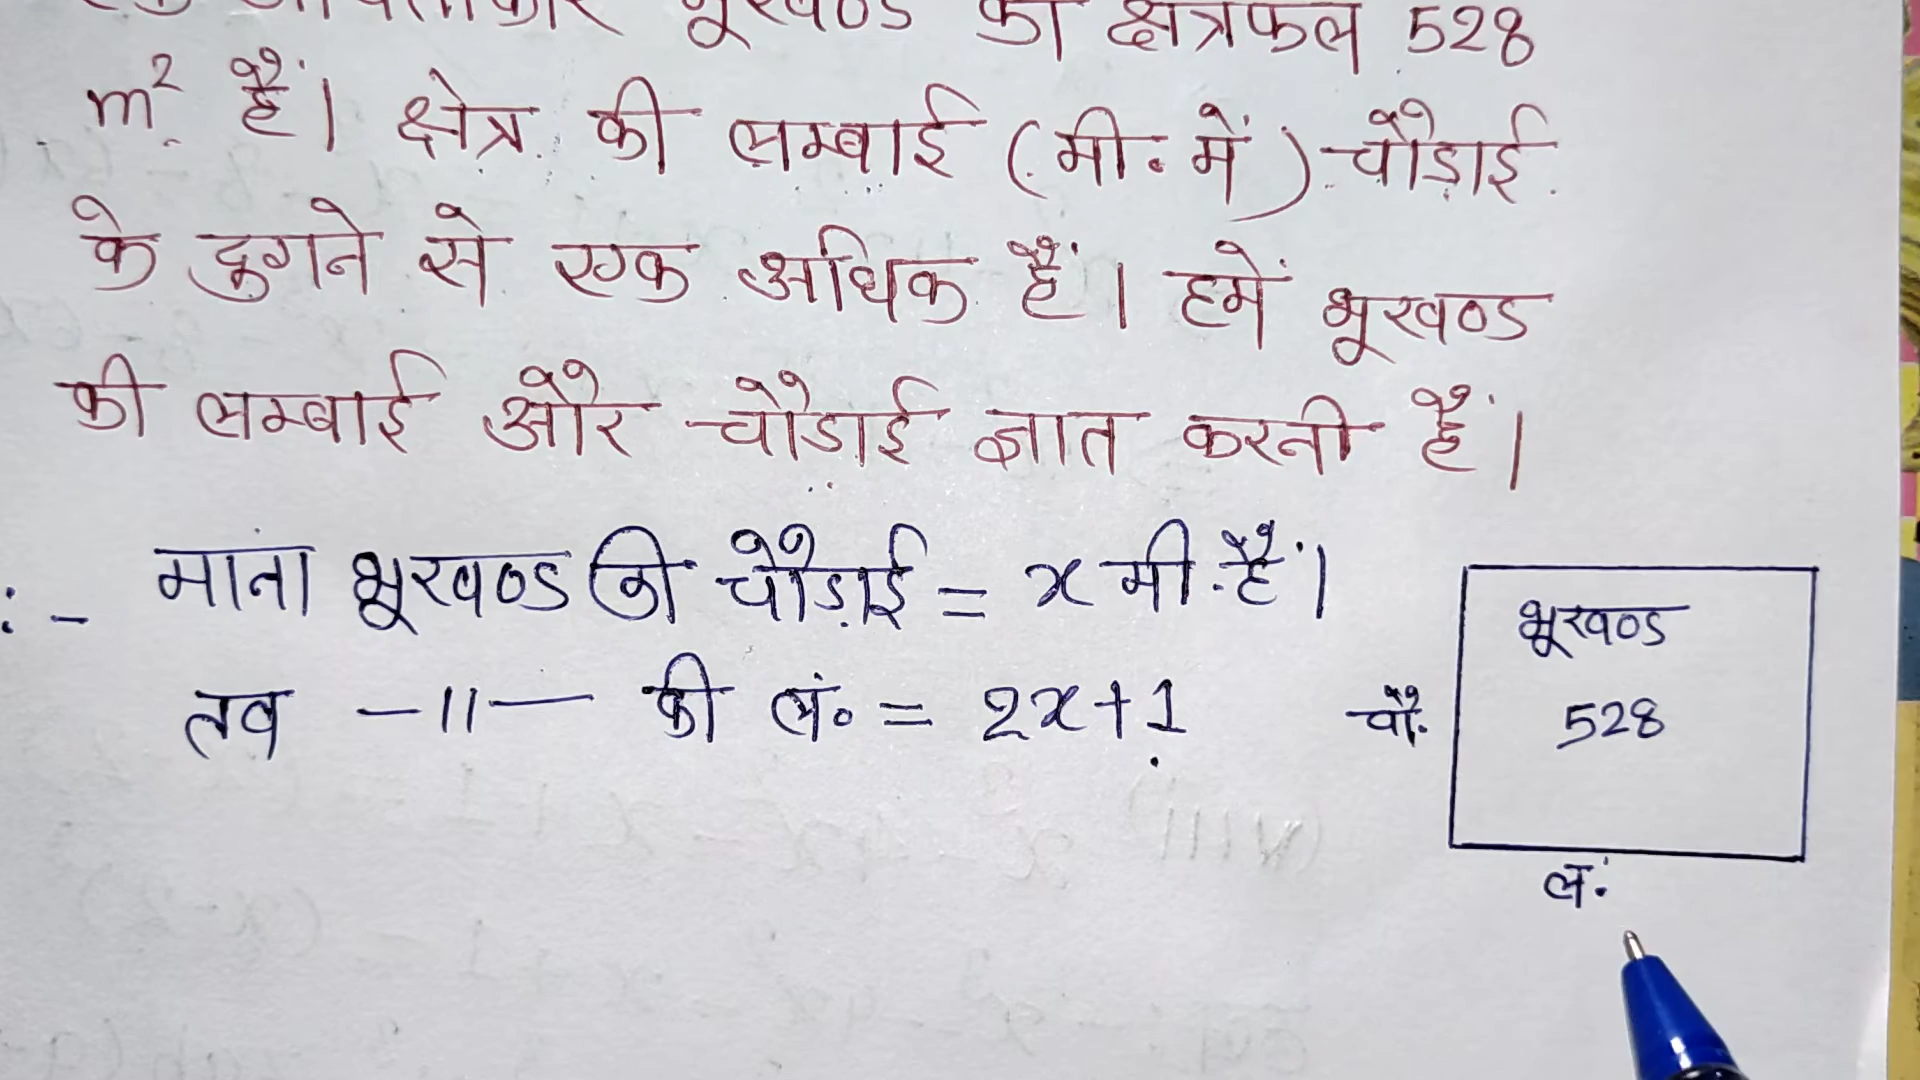 भूखण्ड का क्षेत्रफल 528
m² हैं। क्षेत्र की लम्बाई (मी. में) चौड़ाई
के दुगने से एक अधिक हैं। हमें भूखण्ड
की लम्बाई और चौड़ाई ज्ञात करनी हैं।
:- माना भूखण्ड की चौड़ाई = x मी. हैं।
तब —11— की लं. = 2x+1
भूखण्ड
528
चौ.
लं.